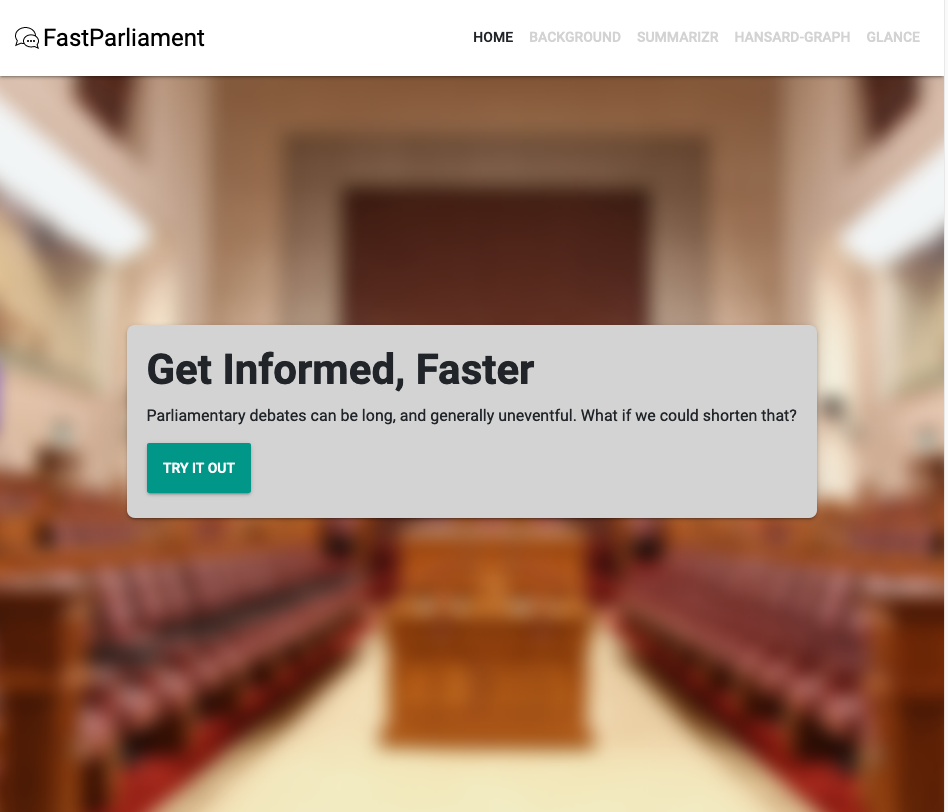 FastParliament
HOME BACKGROUND SUMMARIZR HANSARD-GRAPH GLANCE
Get Informed, Faster
Parliamentary debates can be long, and generally uneventful. What if we could shorten that?
TRY IT OUT